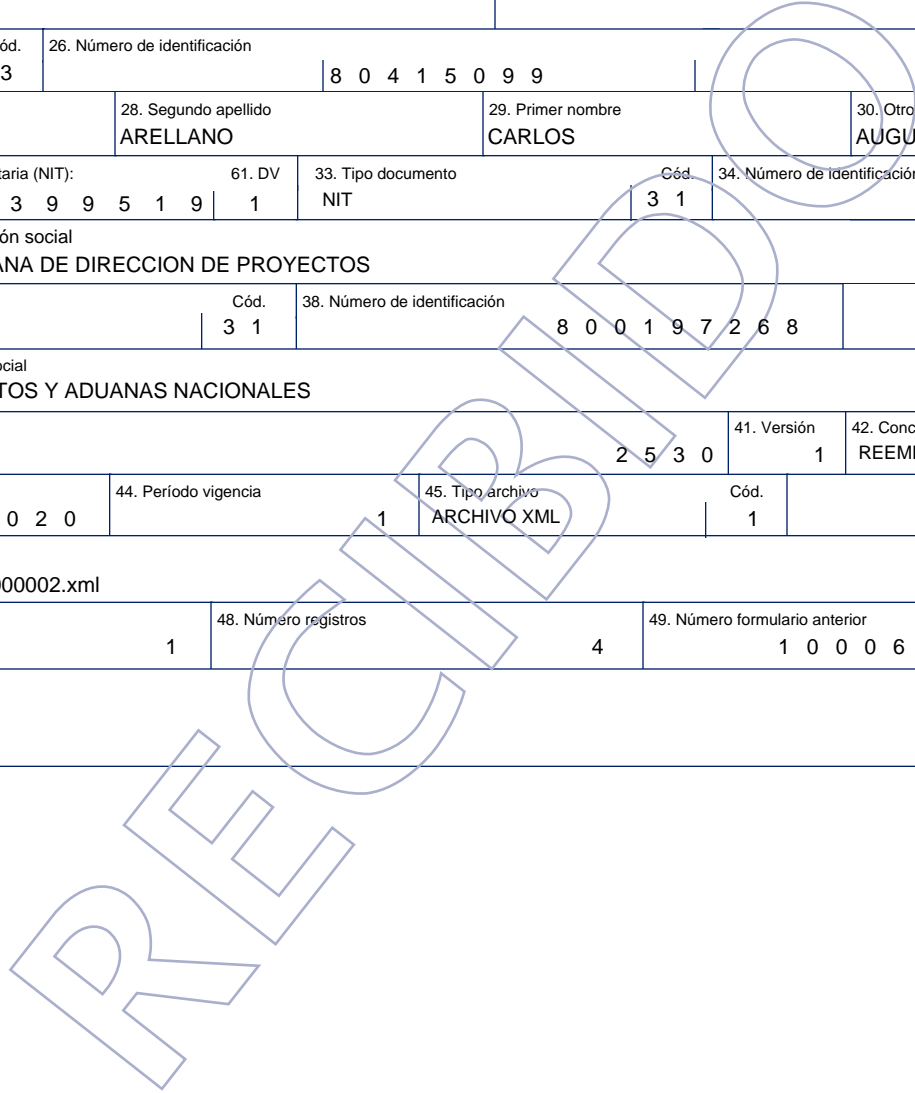 ód. 26. Número de identificación
3 8 0 4 1 5 0 9 9
28. Segundo apellido 29. Primer nombre 30. Otro
ARELLANO CARLOS AUGU
taria (NIT): 61. DV 33. Tipo documento Cód. 34. Número de identificación
3 9 9 5 1 9 1 NIT 3 1
ón social
ANA DE DIRECCION DE PROYECTOS
Cód. 38. Número de identificación
3 1 8 0 0 1 9 7 2 6 8
ocial
TOS Y ADUANAS NACIONALES
41. Versión 42. Conc
2 5 3 0 1 REEM
44. Período vigencia 45. Tipo archivo Cód.
0 2 0 1 ARCHIVO XML 1
000002.xml
48. Número registros 49. Número formulario anterior
1 4 1 0 0 0 6
RECIBIDO